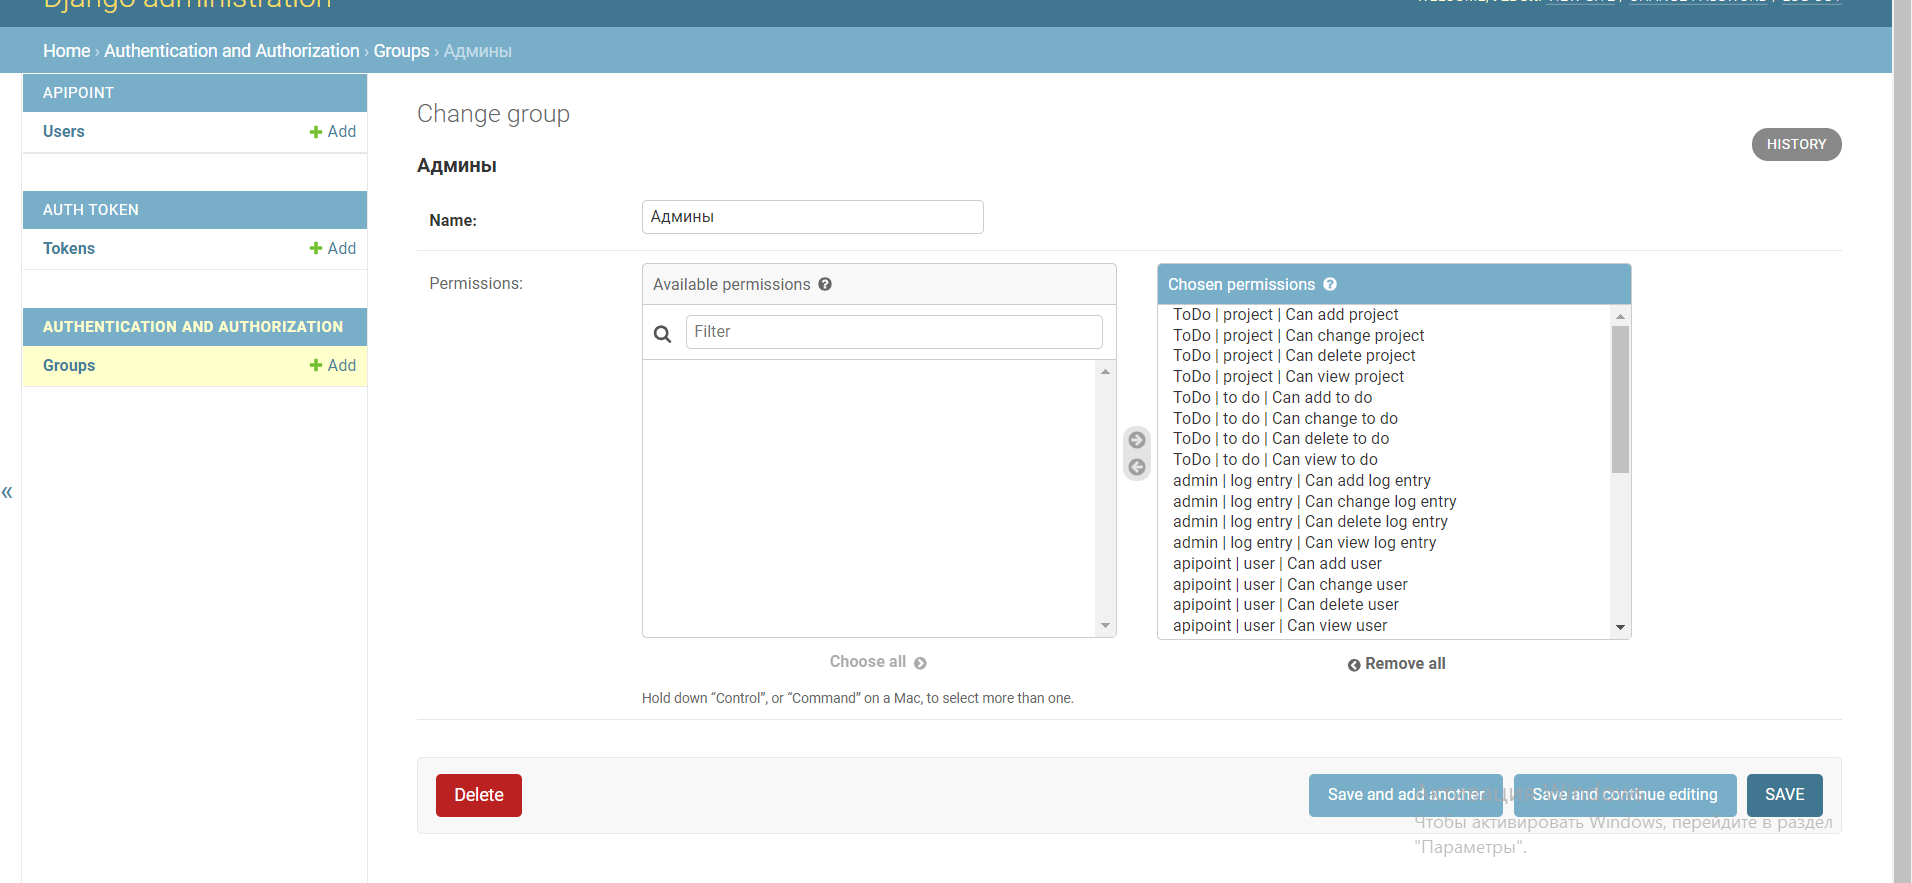 Django administration
VIEW SITE / CHANGE PASSWORD / LOG OUT
Home › Authentication and Authorization › Groups › Админы
APIPOINT
Users
Add
AUTH TOKEN
Tokens
Add
AUTHENTICATION AND AUTHORIZATION
Groups
Add
«
Change group
HISTORY
Админы
Name:
Админы
Permissions:
Available permissions
Filter
Choose all
Hold down “Control”, or “Command” on a Mac, to select more than one.
Chosen permissions
ToDo | project | Can add project
ToDo | project | Can change project
ToDo | project | Can delete project
ToDo | project | Can view project
ToDo | to do | Can add to do
ToDo | to do | Can change to do
ToDo | to do | Can delete to do
ToDo | to do | Can view to do
admin | log entry | Can add log entry
admin | log entry | Can change log entry
admin | log entry | Can delete log entry
admin | log entry | Can view log entry
apipoint | user | Can add user
apipoint | user | Can change user
apipoint | user | Can delete user
apipoint | user | Can view user
Remove all
Delete
Save and add another
Save and continue editing
SAVE
Чтобы активировать Windows, перейдите в раздел
"Параметры".